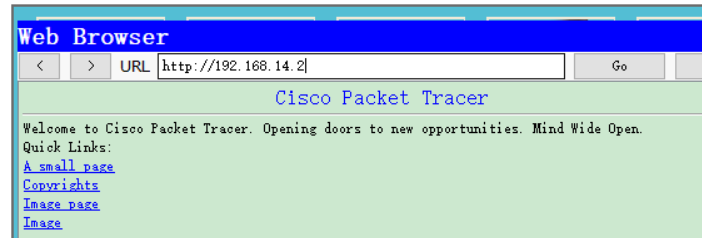 Web Browser
< > URL http://192.168.14.2 Go
Cisco Packet Tracer
Welcome to Cisco Packet Tracer. Opening doors to new opportunities. Mind Wide Open.
Quick Links:
A small page
Copyrights
Image page
Image